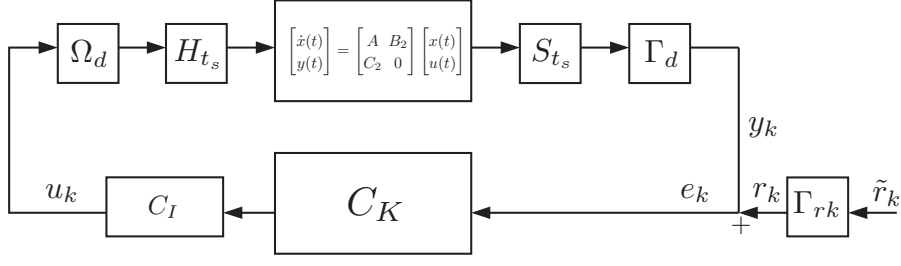 Ω_d H_{t_s} [ẋ(t) y(t)] = [A B_2 C_2 0] [x(t) u(t)] S_{t_s} Γ_d
y_k
u_k C_I C_K e_k r_k Γ_{rk} r̃_k
+